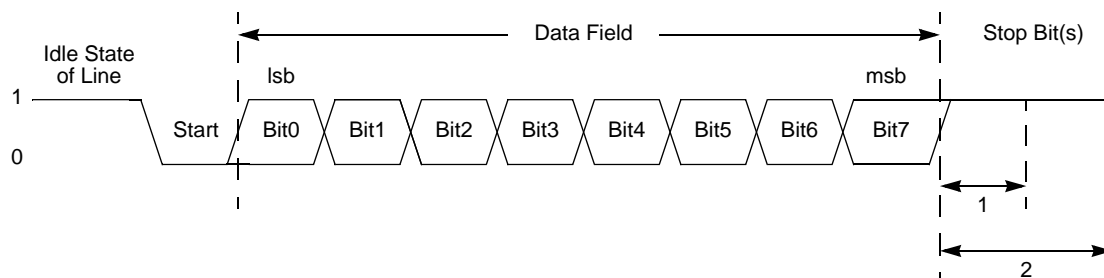 Data Field
Stop Bit(s)
Idle State
of Line
lsb
msb
1
Start
Bit0
Bit1
Bit2
Bit3
Bit4
Bit5
Bit6
Bit7
0
1
2